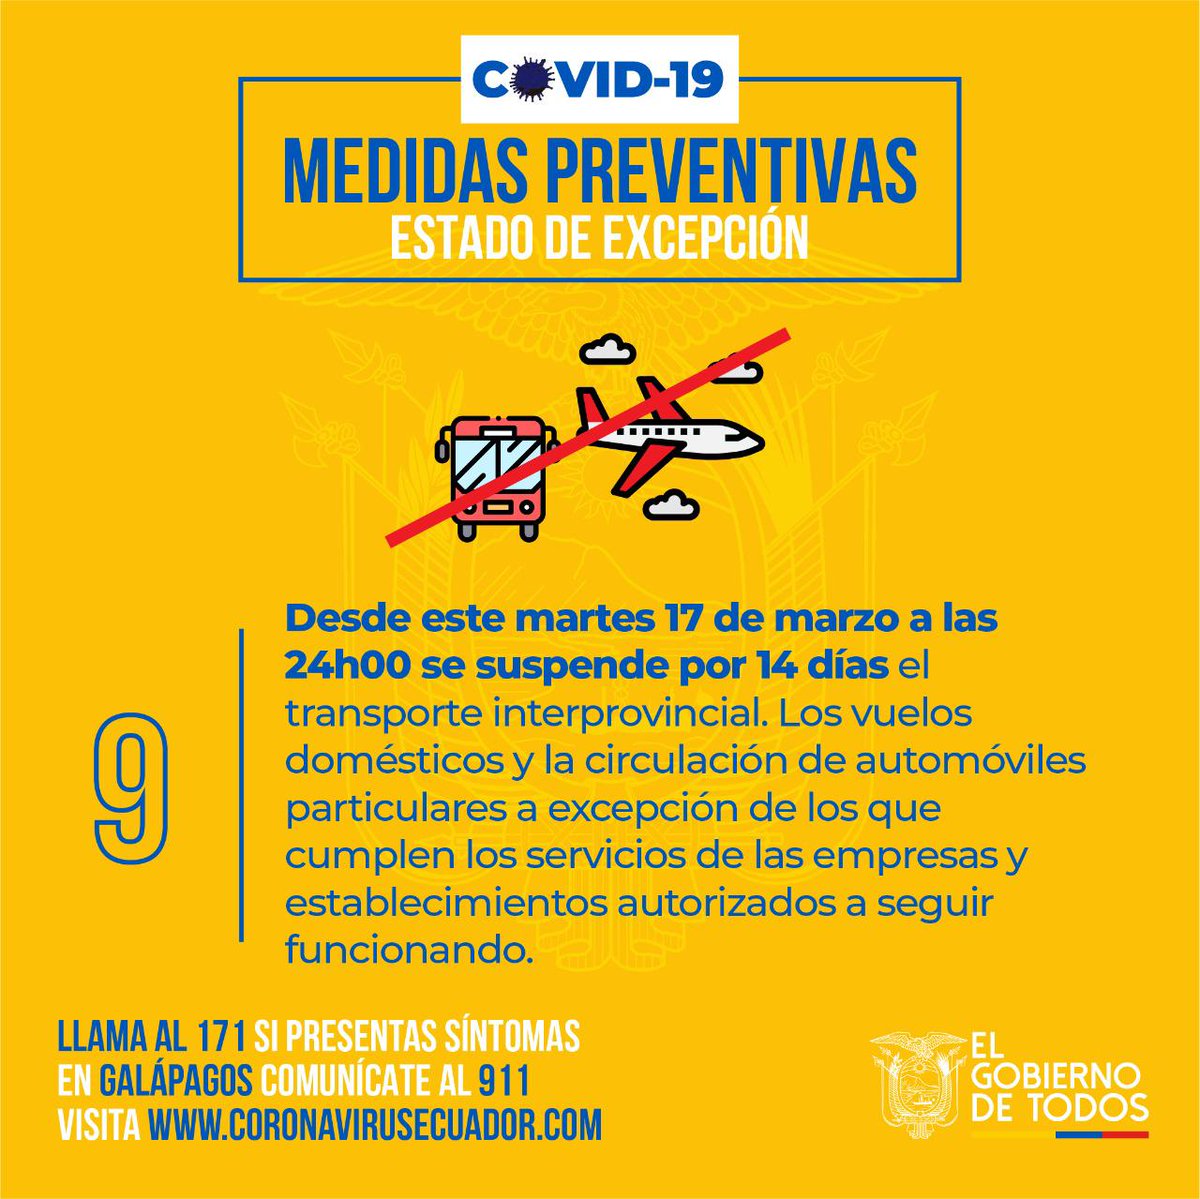 COVID-19
MEDIDAS PREVENTIVAS
ESTADO DE EXCEPCIÓN
9
Desde este martes 17 de marzo a las
24h00 se suspende por 14 días el
transporte interprovincial. Los vuelos
domésticos y la circulación de automóviles
particulares a excepción de los que
cumplen los servicios de las empresas y
establecimientos autorizados a seguir
funcionando.
LLAMA AL 171 SI PRESENTAS SÍNTOMAS
EN GALÁPAGOS COMUNÍCATE AL 911
VISITA WWW.CORONAVIRUSECUADOR.COM
EL
GOBIERNO
DE TODOS